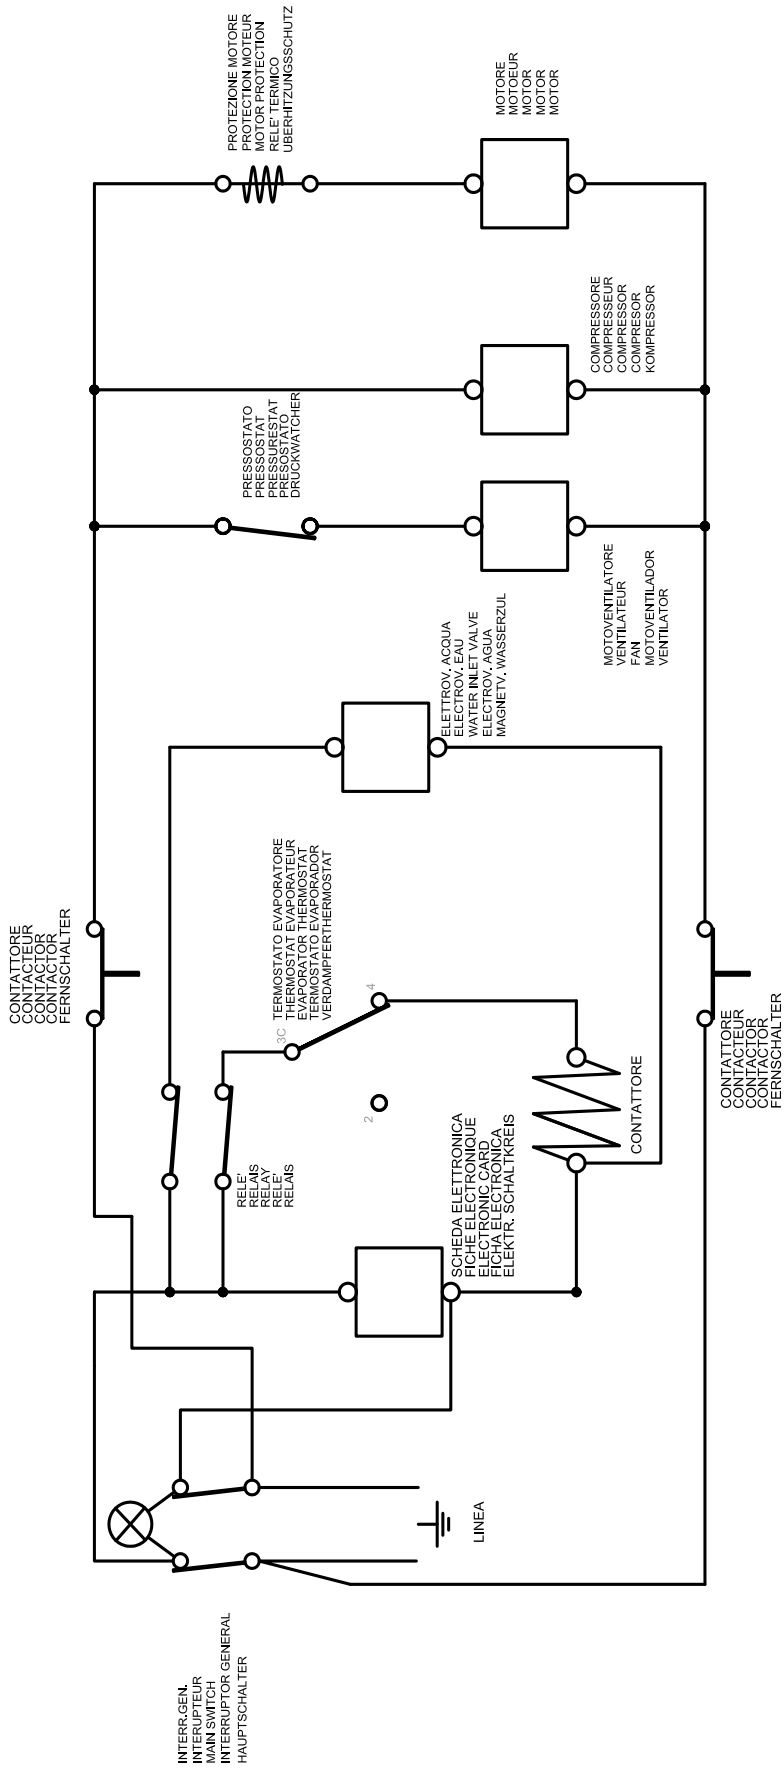 INTERR.GEN.
INTERUPTEUR
MAIN SWITCH
INTERRUPTOR GENERAL
HAUPTSCHALTER
LINEA
CONTATTORE
CONTACTEUR
CONTACTOR
CONTACTOR
FERNSCHALTER
RELE'
RELAIS
RELAY
RELE'
RELAIS
SCHEDA ELETTRONICA
FICHE ELECTRONIQUE
ELECTRONIC CARD
FICHA ELECTRONICA
ELEKTR. SCHALTKREIS
3C
2
4
TERMOSTATO EVAPORATORE
THERMOSTAT EVAPORATEUR
EVAPORATOR THERMOSTAT
TERMOSTATO EVAPORADOR
VERDAMPFERTHERMOSTAT
CONTATTORE
CONTATTORE
CONTACTEUR
CONTACTOR
CONTACTOR
FERNSCHALTER
ELETTROV. ACQUA
ELECTROV. EAU
WATER INLET VALVE
ELECTROV. AGUA
MAGNETV. WASSERZUL
PRESSOSTATO
PRESSOSTAT
PRESSURESTAT
PRESOSTATO
DRUCKWATCHER
MOTOVENTILATORE
VENTILATEUR
FAN
MOTOVENTILADOR
VENTILATOR
COMPRESSORE
COMPRESSEUR
COMPRESSOR
COMPRESOR
KOMPRESSOR
PROTEZIONE MOTORE
PROTECTION MOTEUR
MOTOR PROTECTION
RELE' TERMICO
UBERHITZUNGSSCHUTZ
MOTORE
MOTOEUR
MOTOR
MOTOR
MOTOR